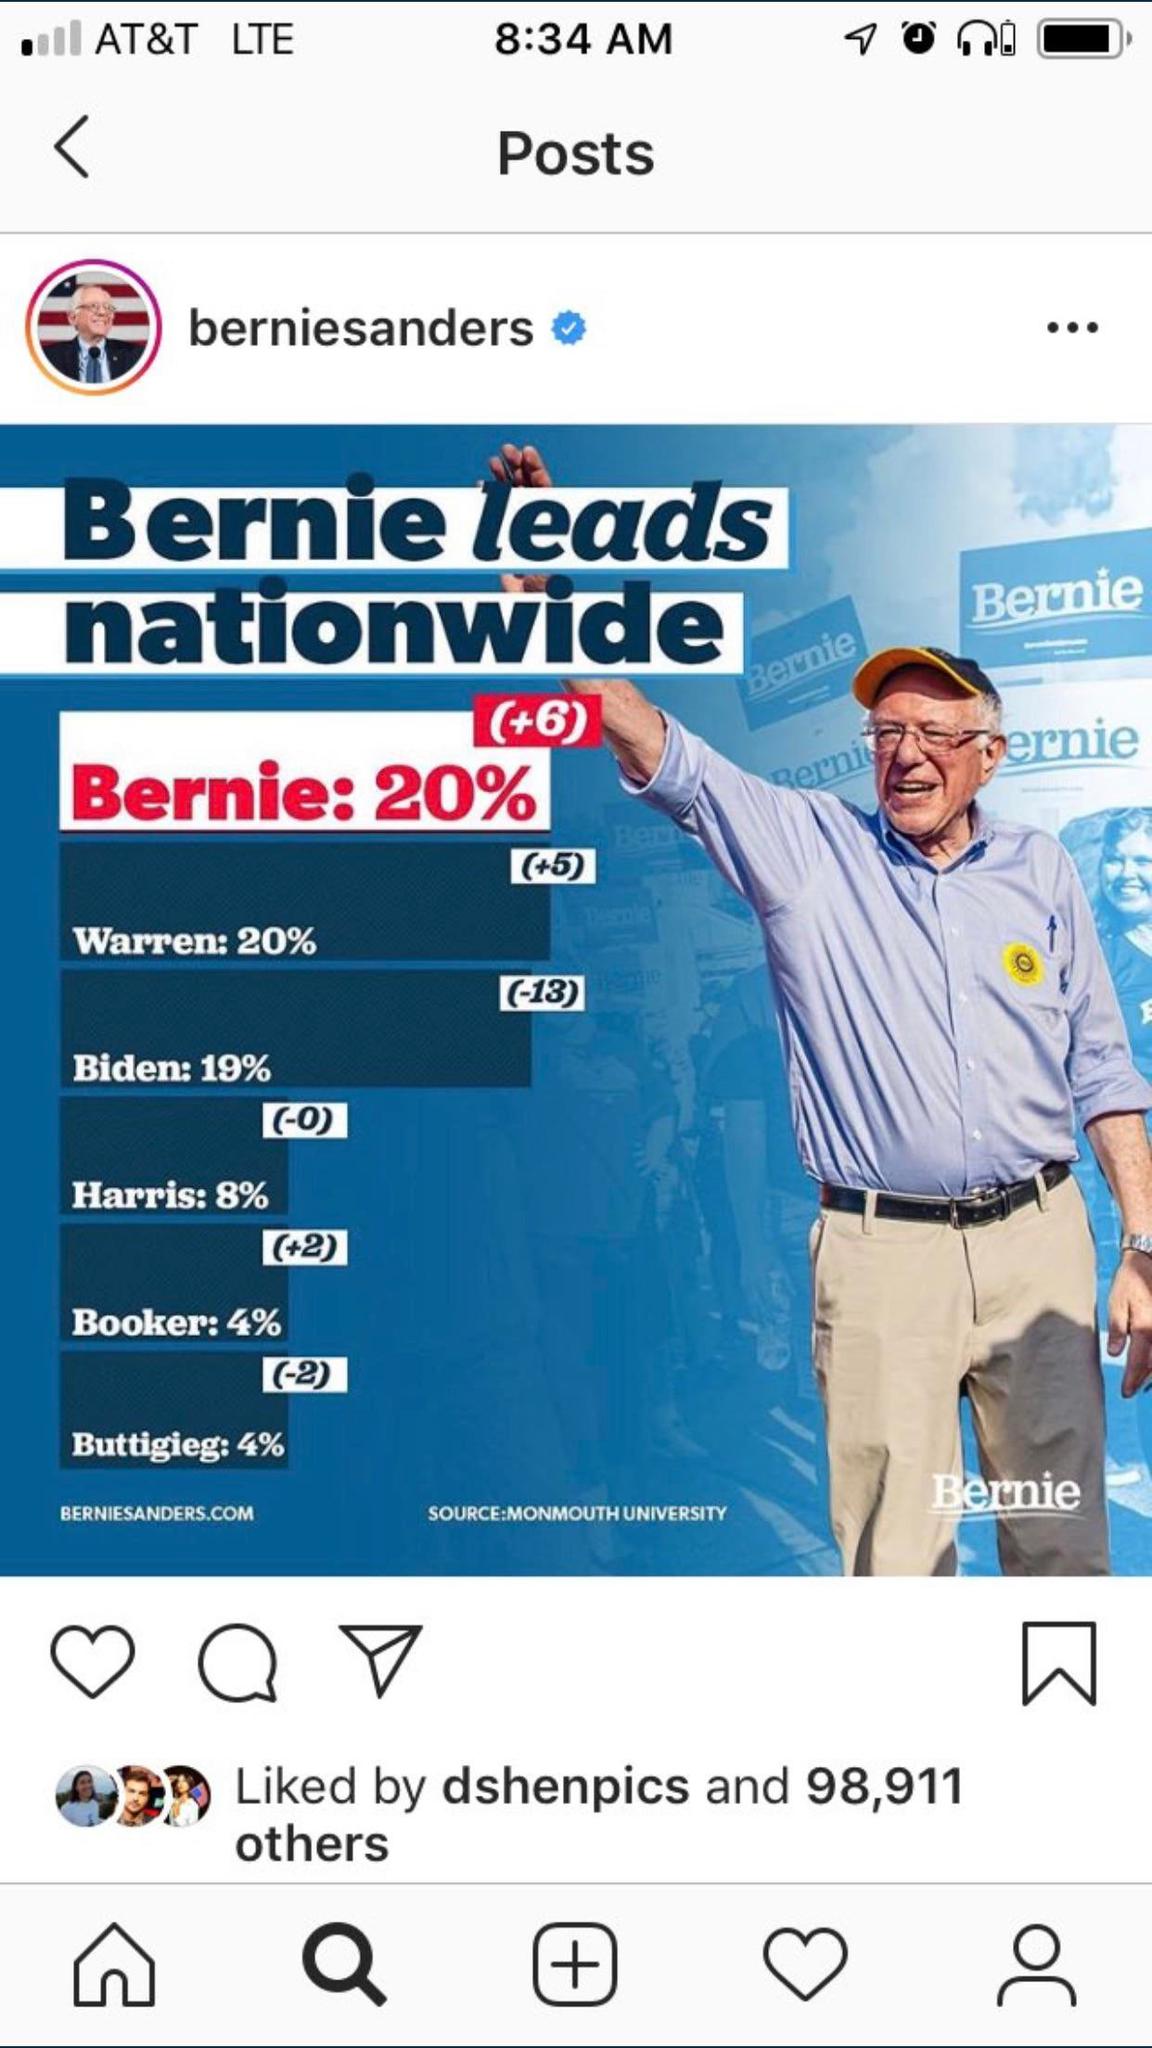 AT&T LTE 8:34 AM
Posts
berniesanders
Bernie leads
nationwide
Bernie
Bernie
Bernie
ernie
(+6)
Bernie: 20%
(+5)
Warren: 20%
(-13)
Biden: 19%
(-0)
Harris: 8%
(+2)
Booker: 4%
(-2)
Buttigieg: 4%
BERNIESANDERS.COM
SOURCE:MONMOUTH UNIVERSITY
Bernie
Liked by dshenpics and 98,911
others